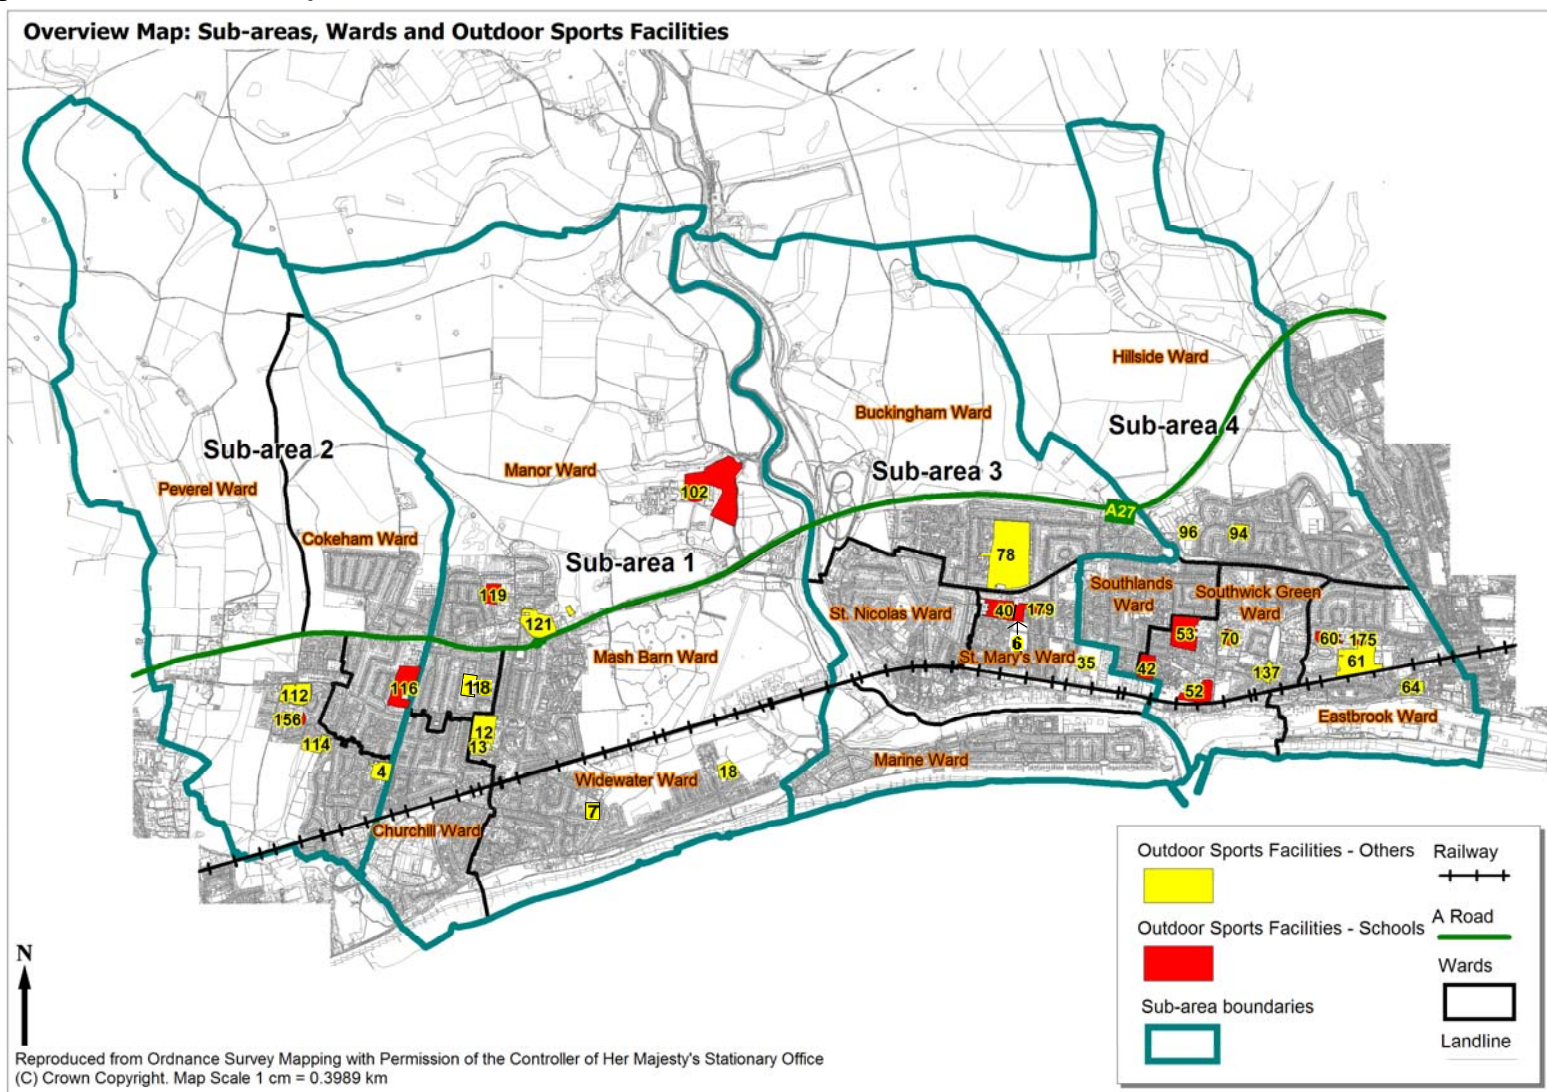 Overview Map: Sub-areas, Wards and Outdoor Sports Facilities
Hillside Ward
Buckingham Ward
Sub-area 4
Sub-area 2
Manor Ward
Sub-area 3
Peverel Ward
102
A27
Cokeham Ward
96
94
78
Sub-area 1
Southlands
Ward
Southwick Green
Ward
119
St. Nicolas Ward
40
179
121
6
53
70
60
175
Mash Barn Ward
St. Mary's Ward
35
42
137
61
116
118
52
64
112
156
12
Eastbrook Ward
114
13
4
Widewater Ward
18
Marine Ward
7
Churchill Ward
Outdoor Sports Facilities - Others
Railway
Outdoor Sports Facilities - Schools
A Road
Wards
Sub-area boundaries
Landline
N
Reproduced from Ordnance Survey Mapping with Permission of the Controller of Her Majesty's Stationary Office
(C) Crown Copyright. Map Scale 1 cm = 0.3989 km